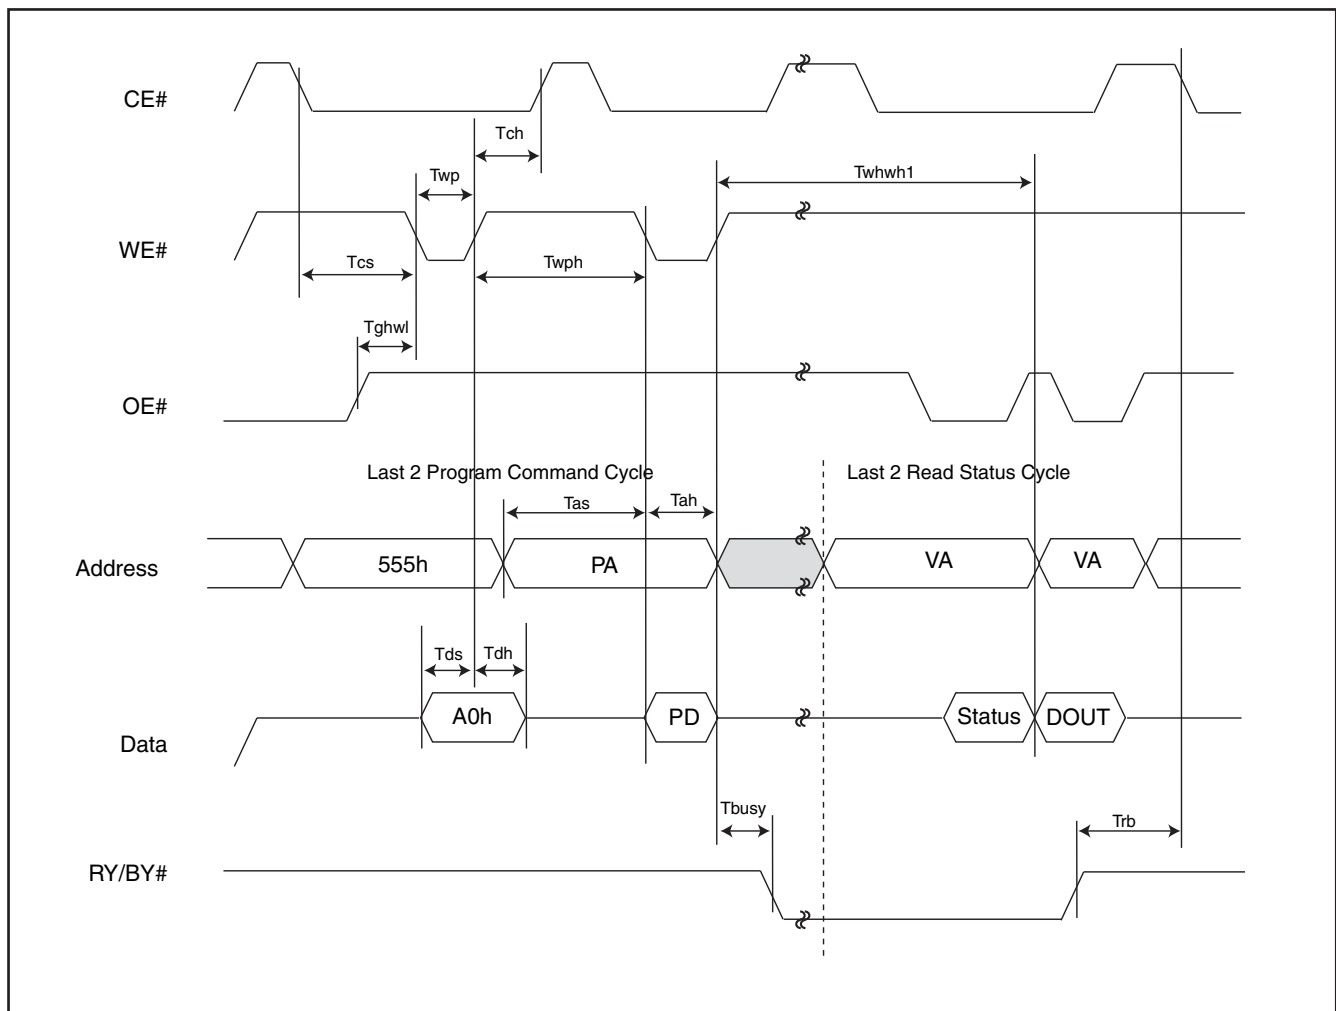 CE#
Tch
Twp
Twhwh1
WE#
Tcs
Twph
Tghwl
OE#
Last 2 Program Command Cycle
Last 2 Read Status Cycle
Tas
Tah
Address
555h
PA
VA
VA
Tds
Tdh
A0h
PD
Status
DOUT
Data
Tbusy
Trb
RY/BY#